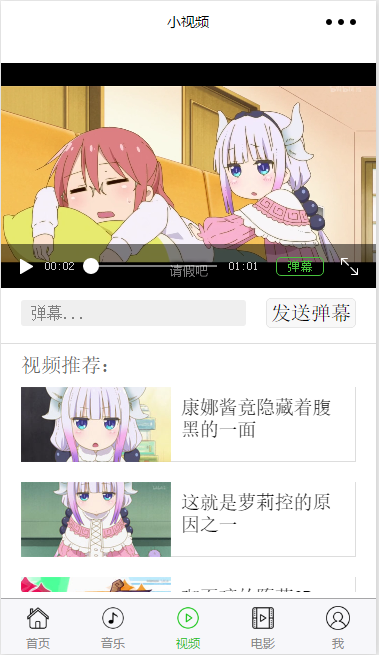 小视频
00:02
请假吧
01:01
弹幕
弹幕...
发送弹幕
视频推荐:
康娜酱竟隐藏着腹
黑的一面
这就是萝莉控的原
因之一
首页
音乐
视频
电影
我